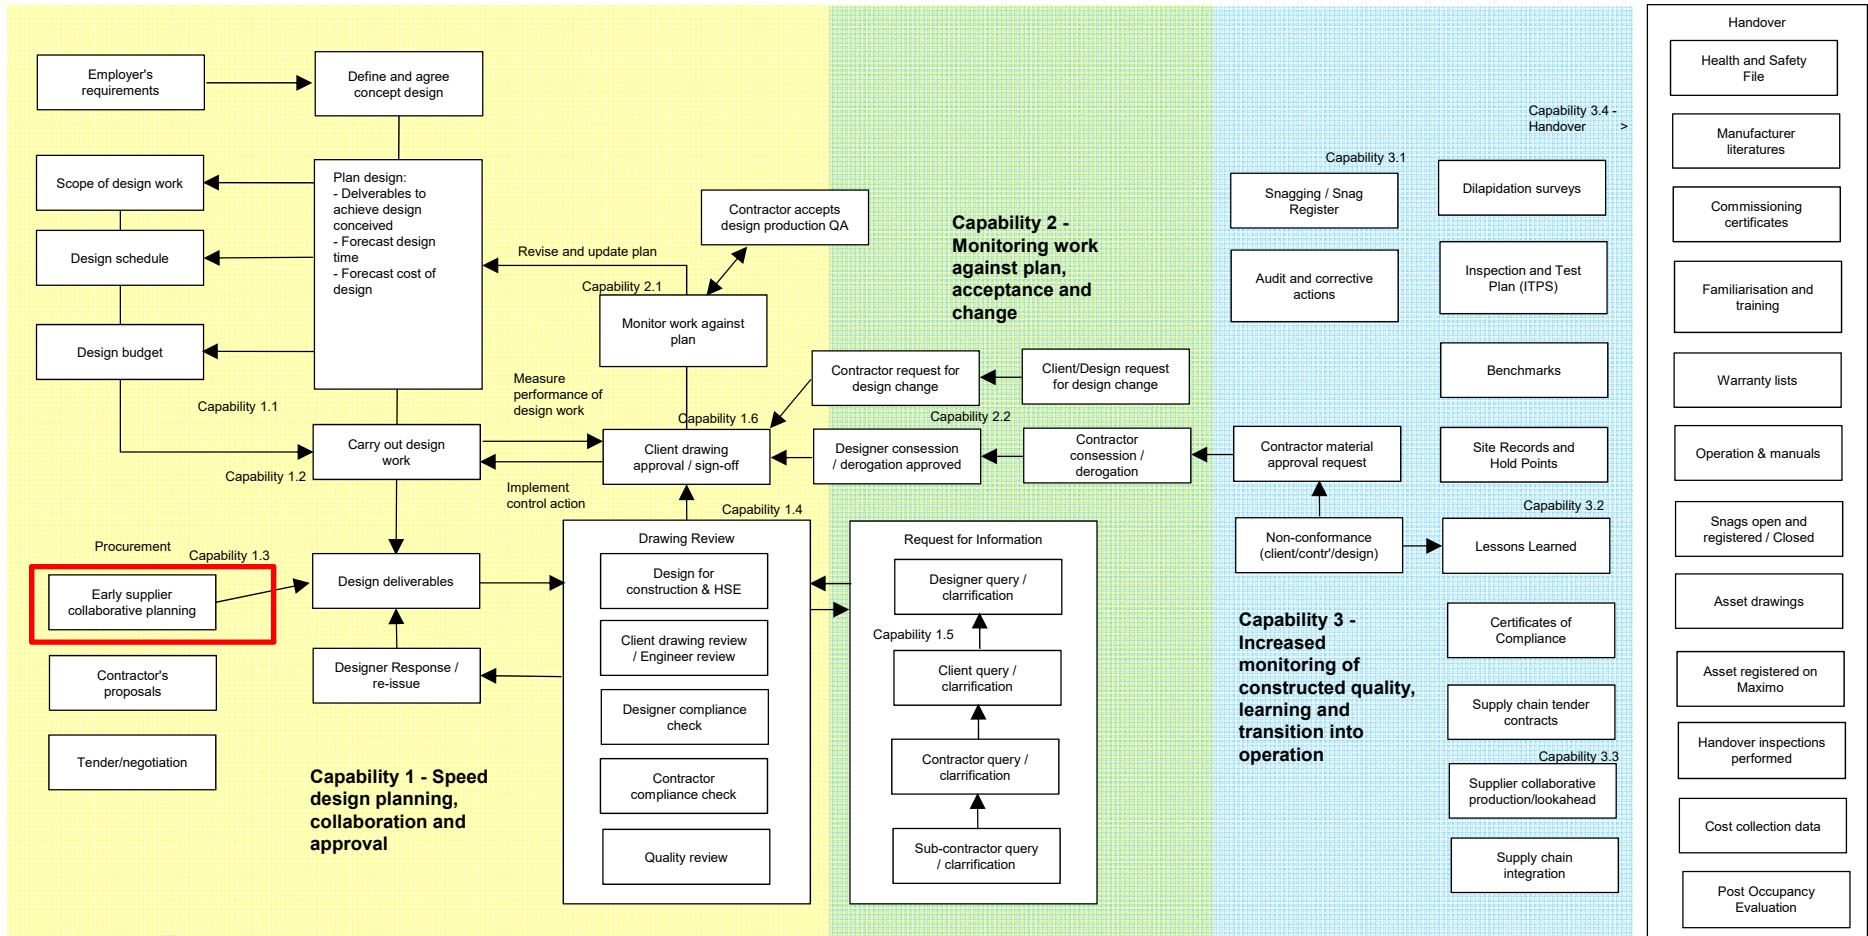 Employer's
requirements
Define and agree
concept design
Scope of design work
Design schedule
Design budget
Plan design:
- Deliverables to
achieve design
conceived
- Forecast design
time
- Forecast cost of
design
Revise and update plan
Capability 2.1
Contractor accepts
design production QA
Monitor work against
plan
Measure
performance of
design work
Capability 1.1
Capability 1.2
Carry out design
work
Capability 1.6
Client drawing
approval / sign-off
Implement
control action
Procurement
Capability 1.3
Early supplier
collaborative planning
Contractor's
proposals
Tender/negotiation
Design deliverables
Designer Response /
re-issue
Capability 1 - Speed
design planning,
collaboration and
approval
Capability 1.4
Drawing Review
Design for
construction & HSE
Client drawing review
/ Engineer review
Designer compliance
check
Contractor
compliance check
Quality review
Capability 2 -
Monitoring work
against plan,
acceptance and
change
Contractor request for
design change
Client/Design request
for design change
Capability 2.2
Designer consession
/ derogation approved
Contractor
consession /
derogation
Request for Information
Designer query /
clarrification
Capability 1.5
Client query /
clarrification
Contractor query /
clarrification
Sub-contractor query
/ clarrification
Capability 3.4 -
Handover >
Capability 3.1
Snagging / Snag
Register
Audit and corrective
actions
Contractor material
approval request
Non-conformance
(client/contr'/design)
Capability 3 -
Increased
monitoring of
constructed quality,
learning and
transition into
operation
Dilapidation surveys
Inspection and Test
Plan (ITPS)
Benchmarks
Site Records and
Hold Points
Capability 3.2
Lessons Learned
Certificates of
Compliance
Supply chain tender
contracts
Capability 3.3
Supplier collaborative
production/lookahead
Supply chain
integration
Handover
Health and Safety
File
Manufacturer
literatures
Commissioning
certificates
Familiarisation and
training
Warranty lists
Operation & manuals
Snags open and
registered / Closed
Asset drawings
Asset registered on
Maximo
Handover inspections
performed
Cost collection data
Post Occupancy
Evaluation